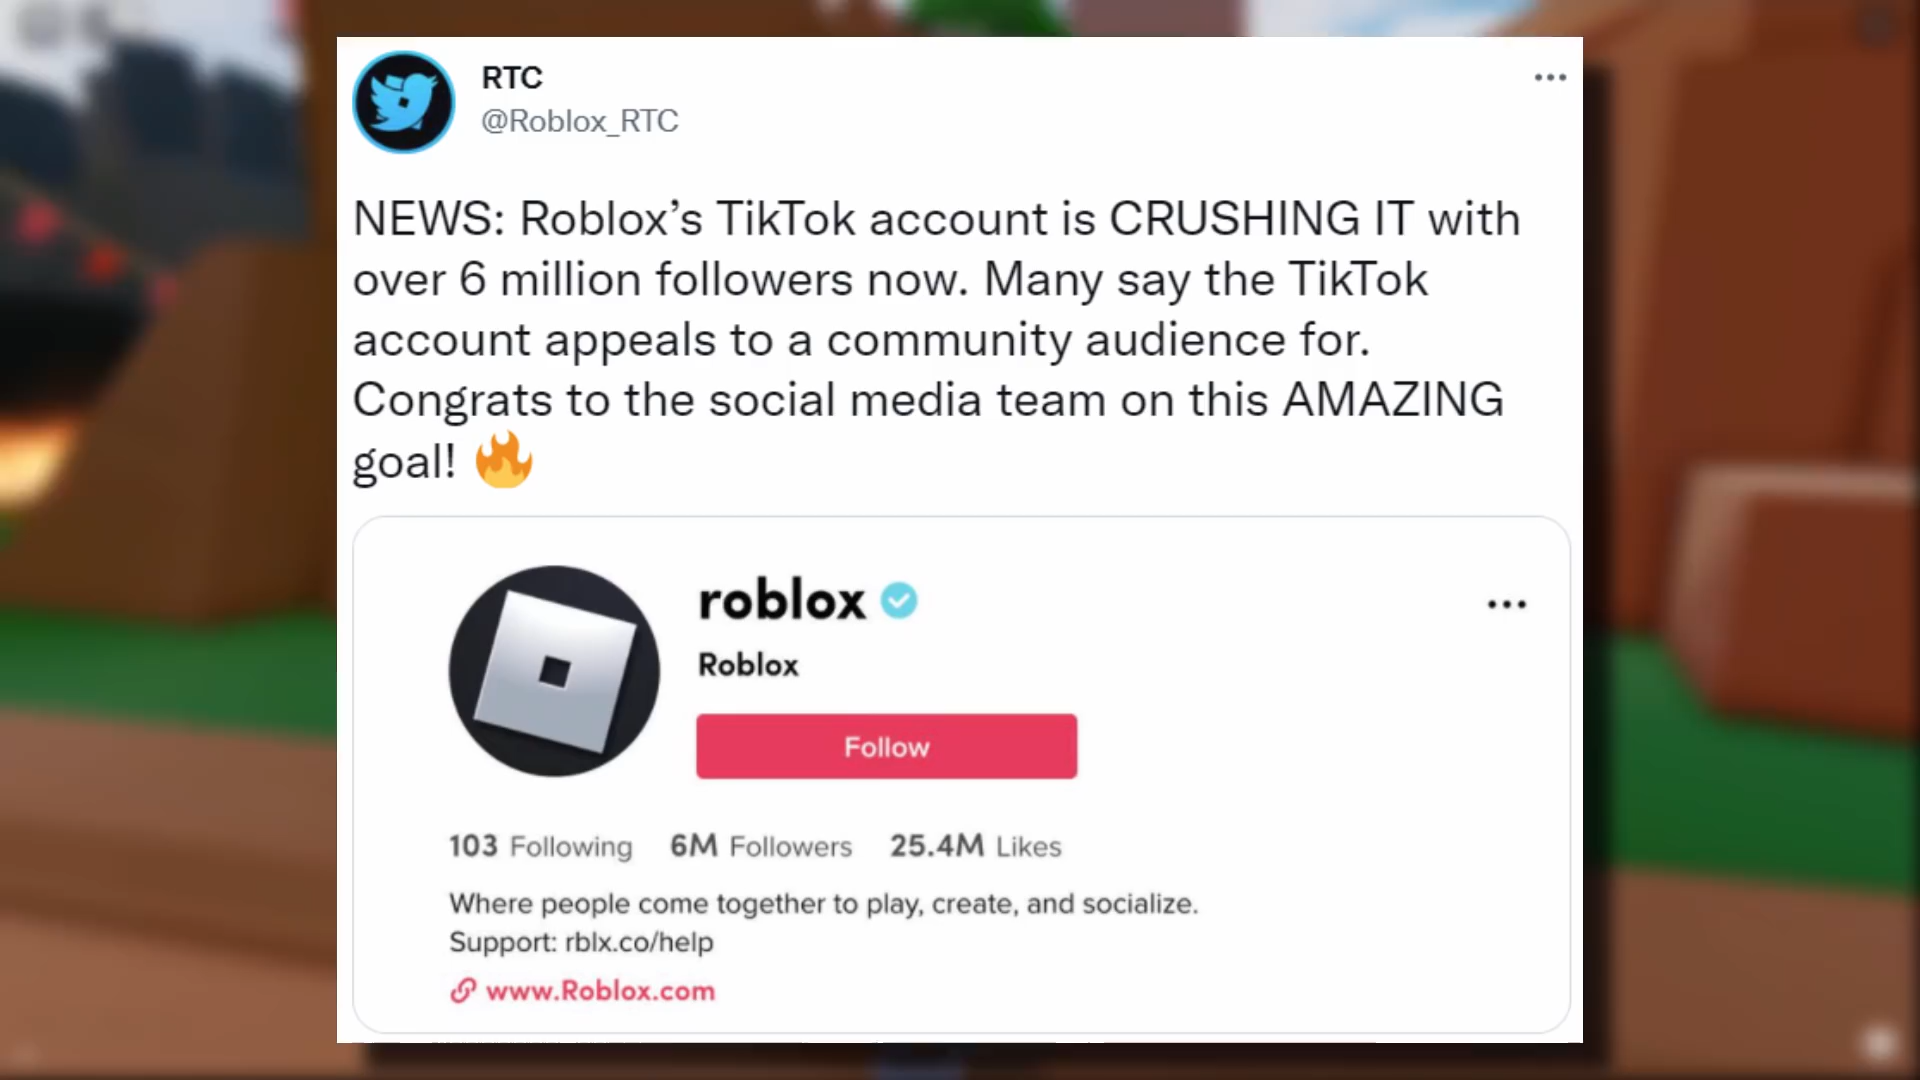 RTC
@Roblox_RTC
NEWS: Roblox’s TikTok account is CRUSHING IT with
over 6 million followers now. Many say the TikTok
account appeals to a community audience for.
Congrats to the social media team on this AMAZING
goal! 🔥
roblox
Roblox
Follow
103 Following 6M Followers 25.4M Likes
Where people come together to play, create, and socialize.
Support: rblx.co/help
www.Roblox.com